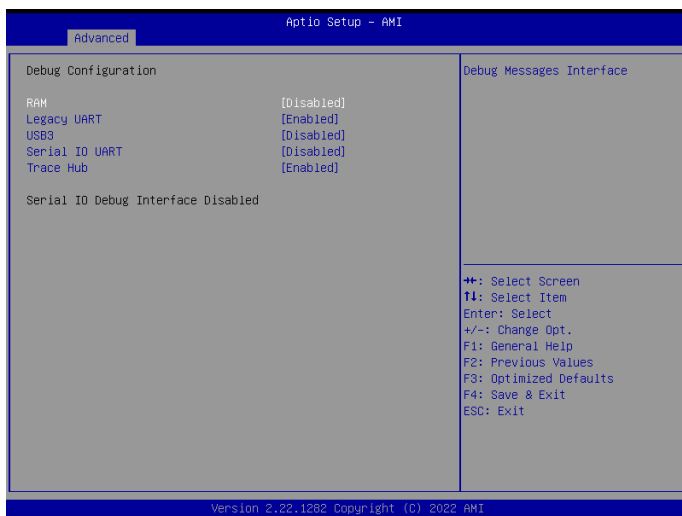 Aptio Setup – AMI
Advanced
Debug Configuration
RAM [Disabled]
Legacy UART [Enabled]
USB3 [Disabled]
Serial IO UART [Disabled]
Trace Hub [Enabled]
Serial IO Debug Interface Disabled
Debug Messages Interface
→←: Select Screen
↑↓: Select Item
Enter: Select
+/-: Change Opt.
F1: General Help
F2: Previous Values
F3: Optimized Defaults
F4: Save & Exit
ESC: Exit
Version 2.22.1282 Copyright (C) 2022 AMI